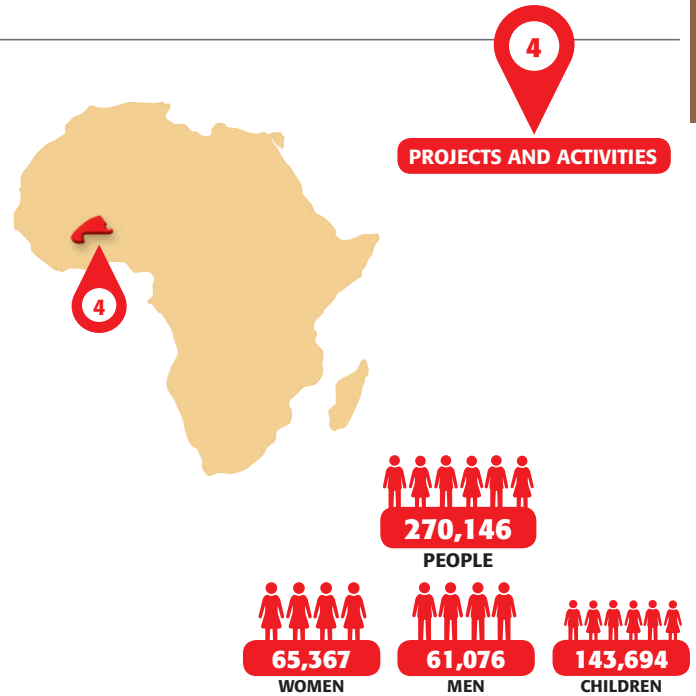 4
PROJECTS AND ACTIVITIES
4
270,146
PEOPLE
65,367
WOMEN
61,076
MEN
143,694
CHILDREN